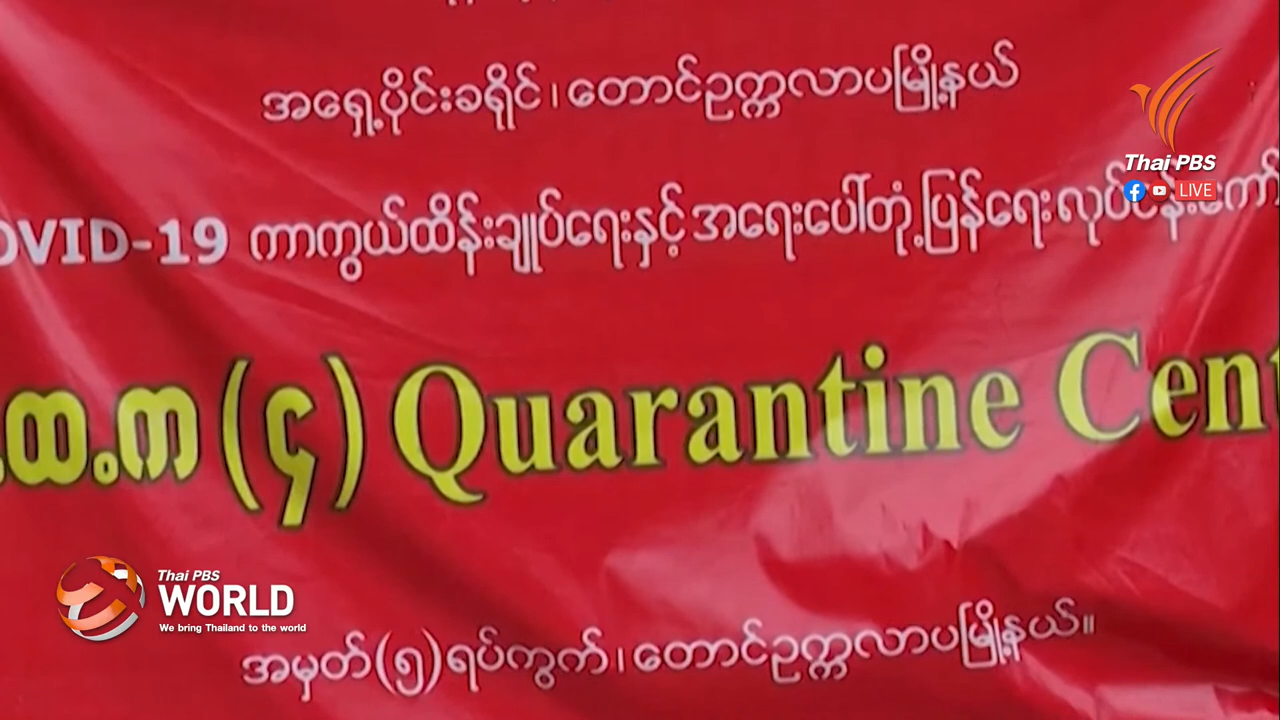 အရှေ့ပိုင်းခရိုင်၊ တောင်ဥက္ကလာပမြို့နယ်
Thai PBS
LIVE
OVID-19 ကာကွယ်ထိန်းချုပ်ရေးနှင့် အရေးပေါ်တုံ့ပြန်ရေးလုပ်ငန်းကော်
.ထ.က (၄) Quarantine Cent
Thai PBS
WORLD
We bring Thailand to the world
အမှတ်(၅)ရပ်ကွက်၊ တောင်ဥက္ကလာပမြို့နယ်။